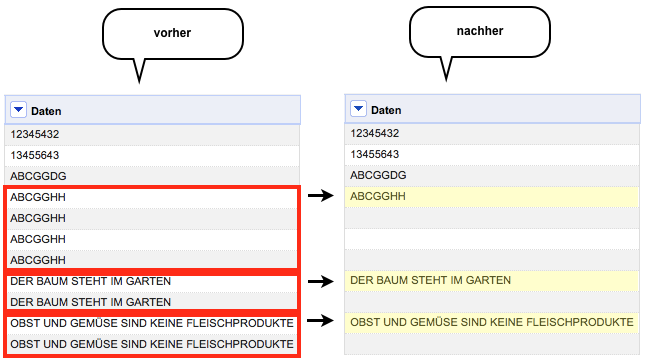 vorher
nachher
Daten
12345432
13455643
ABCGGDG
ABCGGHH
ABCGGHH
ABCGGHH
ABCGGHH
DER BAUM STEHT IM GARTEN
DER BAUM STEHT IM GARTEN
OBST UND GEMÜSE SIND KEINE FLEISCHPRODUKTE
OBST UND GEMÜSE SIND KEINE FLEISCHPRODUKTE
Daten
12345432
13455643
ABCGGDG
ABCGGHH
DER BAUM STEHT IM GARTEN
OBST UND GEMÜSE SIND KEINE FLEISCHPRODUKTE